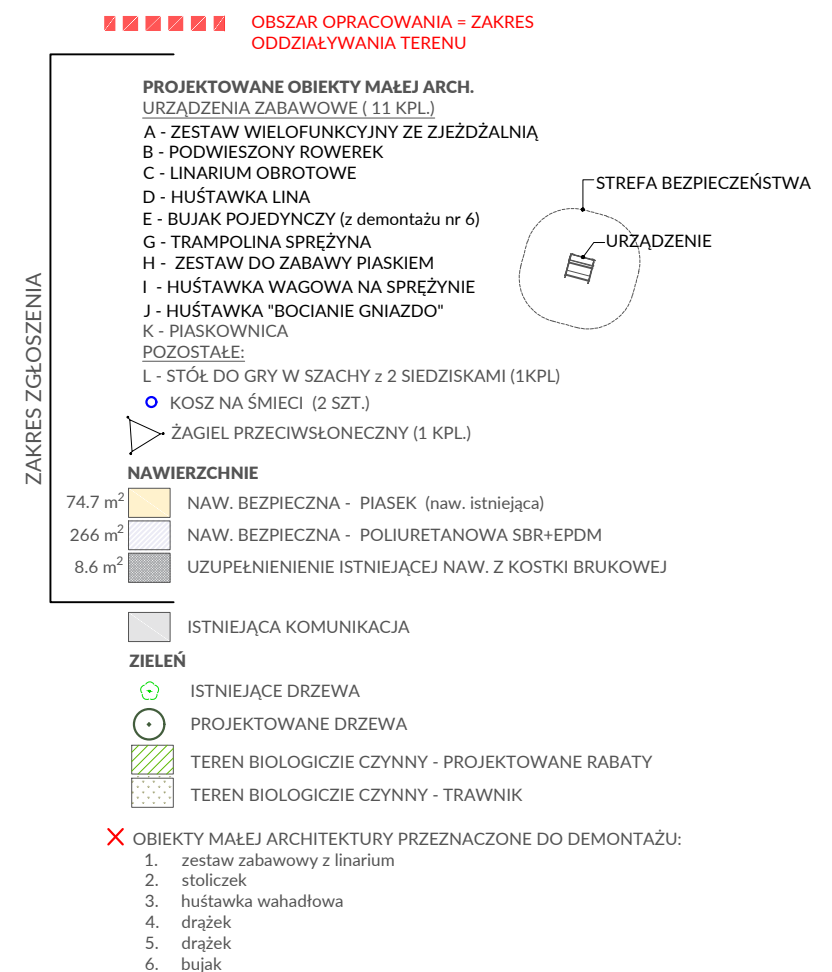 OBSZAR OPRACOWANIA = ZAKRES
ODDZIAŁYWANIA TERENU
ZAKRES ZGŁOSZENIA
PROJEKTOWANE OBIEKTY MAŁEJ ARCH.
URZĄDZENIA ZABAWOWE ( 11 KPL.)
A - ZESTAW WIELOFUNKCYJNY ZE ZJEŻDŻALNIĄ
B - PODWIESZONY ROWEREK
C - LINARIUM OBROTOWE
D - HUŚTAWKA LINA
E - BUJAK POJEDYNCZY (z demontażu nr 6)
G - TRAMPOLINA SPRĘŻYNA
H - ZESTAW DO ZABAWY PIASKIEM
I - HUŚTAWKA WAGOWA NA SPRĘŻYNIE
J - HUŚTAWKA "BOCIANIE GNIAZDO"
K - PIASKOWNICA
STREFA BEZPIECZEŃSTWA
URZĄDZENIE
POZOSTAŁE:
L - STÓŁ DO GRY W SZACHY z 2 SIEDZISKAMI (1KPL)
KOSZ NA ŚMIECI (2 SZT.)
ŻAGIEL PRZECIWSŁONECZNY (1 KPL.)
NAWIERZCHNIE
74.7 m² NAW. BEZPIECZNA - PIASEK (naw. istniejąca)
266 m² NAW. BEZPIECZNA - POLIURETANOWA SBR+EPDM
8.6 m² UZUPEŁNIENIENIE ISTNIEJĄCEJ NAW. Z KOSTKI BRUKOWEJ
ISTNIEJĄCA KOMUNIKACJA
ZIELEŃ
ISTNIEJĄCE DRZEWA
PROJEKTOWANE DRZEWA
TEREN BIOLOGICZIE CZYNNY - PROJEKTOWANE RABATY
TEREN BIOLOGICZIE CZYNNY - TRAWNIK
OBIEKTY MAŁEJ ARCHITEKTURY PRZEZNACZONE DO DEMONTAŻU:
1. zestaw zabawowy z linarium
2. stoliczek
3. huśtawka wahadłowa
4. drążek
5. drążek
6. bujak